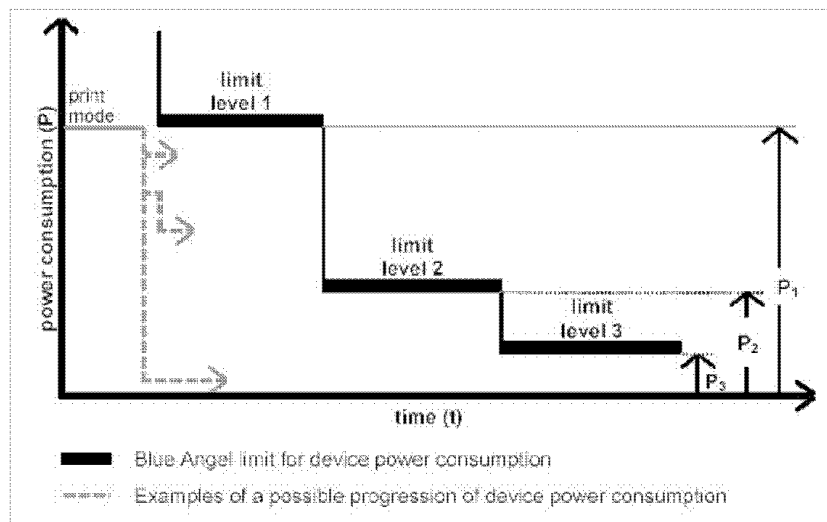 power consumption (P)
print
mode
limit
level 1
limit
level 2
limit
level 3
P1
P2
P3
time (t)
Blue Angel limit for device power consumption
Examples of a possible progression of device power consumption